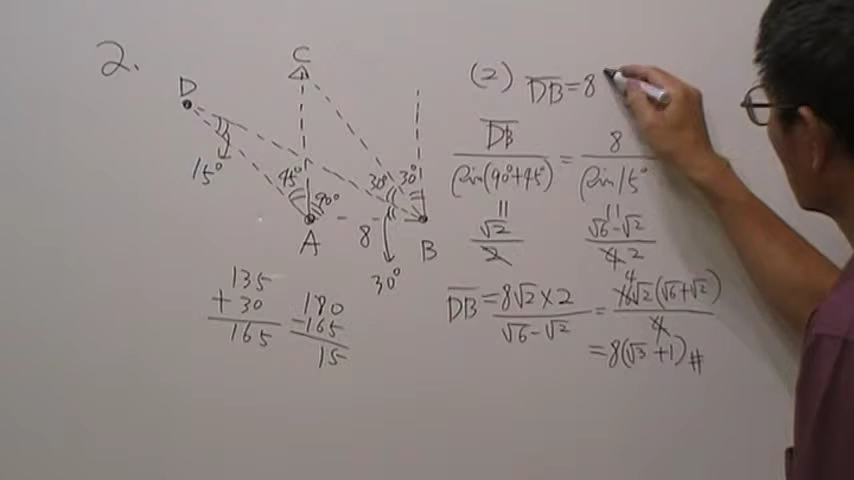 2.
C
D
15°
45°
90°
30°
30°
A
8
B
30°
135
+ 30
165
180
-165
15
(2) DB = 8
DB / sin(90°+45°) = 8 / sin15°
√2 / 2
√6-√2 / 4 2
DB = 8√2 × 2 / √6-√2 = 16 4 √2(√6+√2) / 4
= 8(√3+1) #